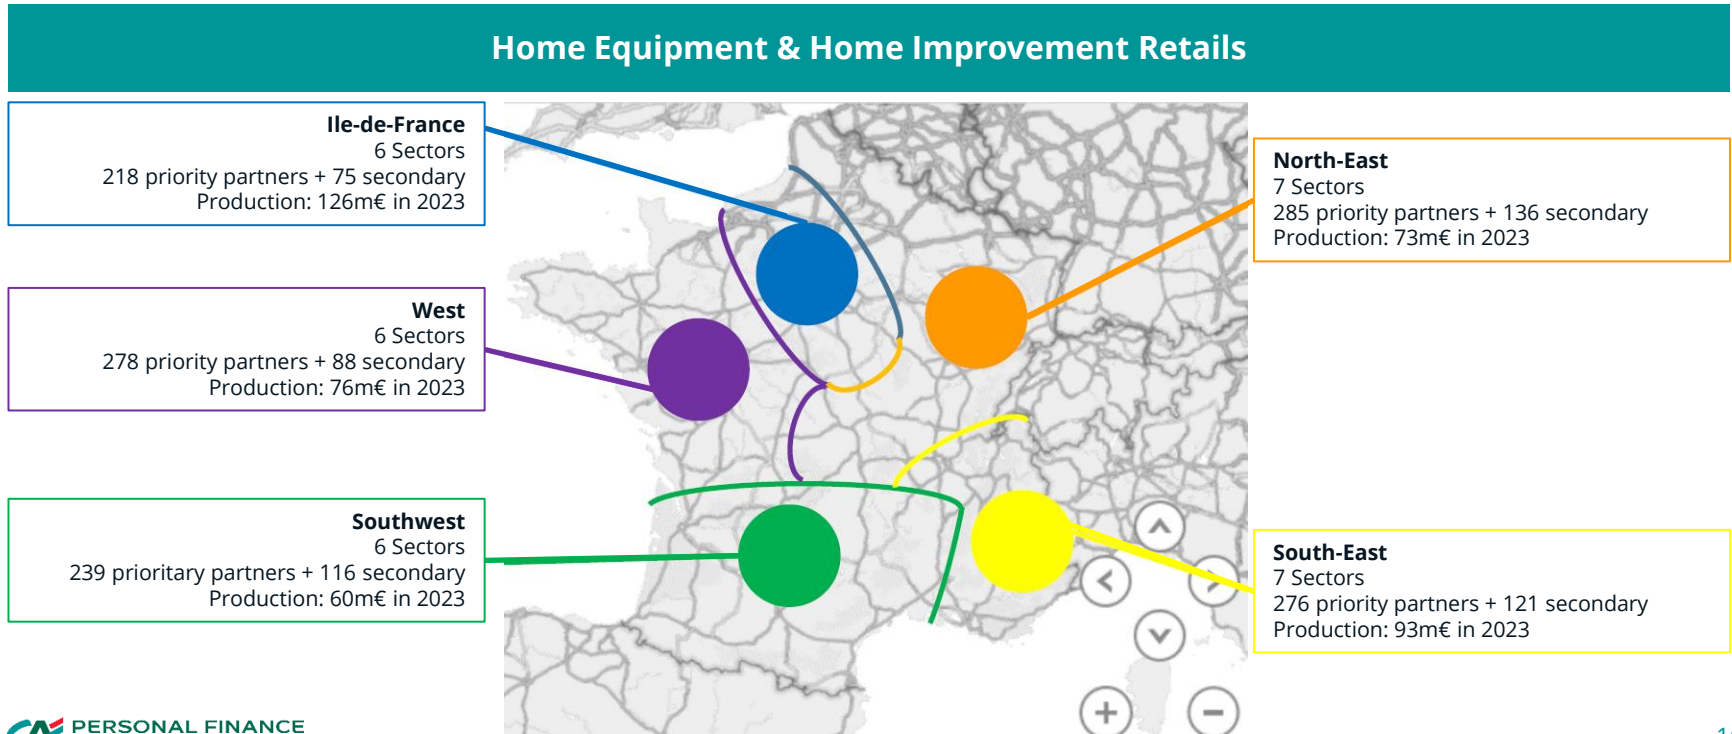 Home Equipment & Home Improvement Retails
Ile-de-France
6 Sectors
218 priority partners + 75 secondary
Production: 126m€ in 2023
West
6 Sectors
278 priority partners + 88 secondary
Production: 76m€ in 2023
Southwest
6 Sectors
239 prioritary partners + 116 secondary
Production: 60m€ in 2023
North-East
7 Sectors
285 priority partners + 136 secondary
Production: 73m€ in 2023
South-East
7 Sectors
276 priority partners + 121 secondary
Production: 93m€ in 2023
PERSONAL FINANCE